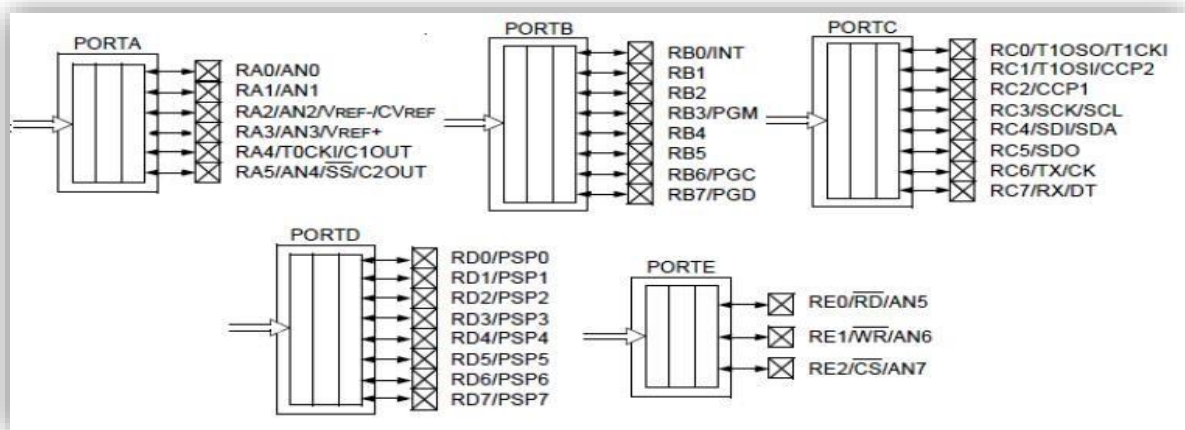 PORTA
RA0/AN0
RA1/AN1
RA2/AN2/VREF-/CVREF
RA3/AN3/VREF+
RA4/T0CKI/C1OUT
RA5/AN4/S̅S̅/C2OUT
PORTB
RB0/INT
RB1
RB2
RB3/PGM
RB4
RB5
RB6/PGC
RB7/PGD
PORTC
RC0/T1OSO/T1CKI
RC1/T1OSI/CCP2
RC2/CCP1
RC3/SCK/SCL
RC4/SDI/SDA
RC5/SDO
RC6/TX/CK
RC7/RX/DT
PORTD
RD0/PSP0
RD1/PSP1
RD2/PSP2
RD3/PSP3
RD4/PSP4
RD5/PSP5
RD6/PSP6
RD7/PSP7
PORTE
RE0/R̅D̅/AN5
RE1/W̅R̅/AN6
RE2/C̅S̅/AN7